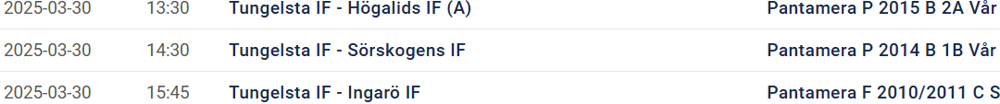 2025-03-30 13:30 Tungelsta IF - Högalids IF (A) Pantamera P 2015 B 2A Vår
2025-03-30 14:30 Tungelsta IF - Sörskogens IF Pantamera P 2014 B 1B Vår
2025-03-30 15:45 Tungelsta IF - Ingarö IF Pantamera F 2010/2011 C S